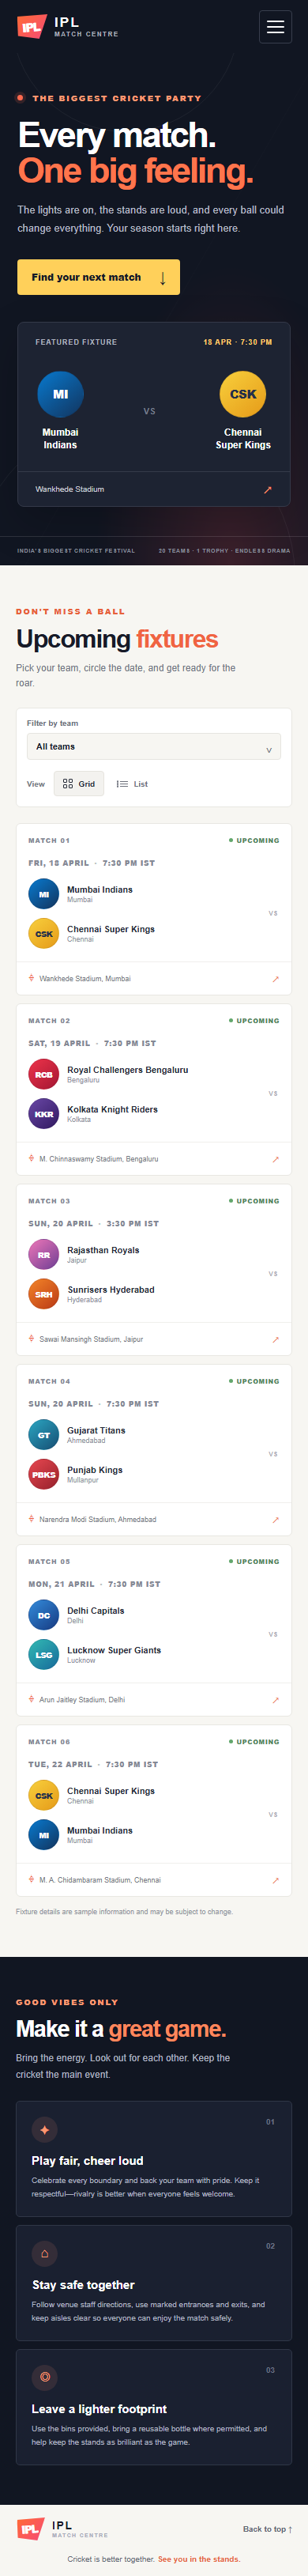 IPL
IPL
MATCH CENTRE
THE BIGGEST CRICKET PARTY
Every match.
One big feeling.
The lights are on, the stands are loud, and every ball could
change everything. Your season starts right here.
Find your next match ↓
FEATURED FIXTURE
18 APR · 7:30 PM
MI
VS
CSK
Mumbai
Indians
Chennai
Super Kings
Wankhede Stadium
INDIA'S BIGGEST CRICKET FESTIVAL
20 TEAMS · 1 TROPHY · ENDLESS DRAMA
DON'T MISS A BALL
Upcoming fixtures
Pick your team, circle the date, and get ready for the
roar.
Filter by team
All teams
View
Grid
List
MATCH 01
UPCOMING
FRI, 18 APRIL · 7:30 PM IST
MI
Mumbai Indians
Mumbai
VS
CSK
Chennai Super Kings
Chennai
Wankhede Stadium, Mumbai
MATCH 02
UPCOMING
SAT, 19 APRIL · 7:30 PM IST
RCB
Royal Challengers Bengaluru
Bengaluru
VS
KKR
Kolkata Knight Riders
Kolkata
M. Chinnaswamy Stadium, Bengaluru
MATCH 03
UPCOMING
SUN, 20 APRIL · 3:30 PM IST
RR
Rajasthan Royals
Jaipur
VS
SRH
Sunrisers Hyderabad
Hyderabad
Sawai Mansingh Stadium, Jaipur
MATCH 04
UPCOMING
SUN, 20 APRIL · 7:30 PM IST
GT
Gujarat Titans
Ahmedabad
VS
PBKS
Punjab Kings
Mullanpur
Narendra Modi Stadium, Ahmedabad
MATCH 05
UPCOMING
MON, 21 APRIL · 7:30 PM IST
DC
Delhi Capitals
Delhi
VS
LSG
Lucknow Super Giants
Lucknow
Arun Jaitley Stadium, Delhi
MATCH 06
UPCOMING
TUE, 22 APRIL · 7:30 PM IST
CSK
Chennai Super Kings
Chennai
VS
MI
Mumbai Indians
Mumbai
M. A. Chidambaram Stadium, Chennai
Fixture details are sample information and may be subject to change.
GOOD VIBES ONLY
Make it a great game.
Bring the energy. Look out for each other. Keep the
cricket the main event.
01
Play fair, cheer loud
Celebrate every boundary and back your team with pride. Keep it
respectful—rivalry is better when everyone feels welcome.
02
Stay safe together
Follow venue staff directions, use marked entrances and exits, and
keep aisles clear so everyone can enjoy the match safely.
03
Leave a lighter footprint
Use the bins provided, bring a reusable bottle where permitted, and
help keep the stands as brilliant as the game.
IPL
IPL
MATCH CENTRE
Back to top ↑
Cricket is better together. See you in the stands.